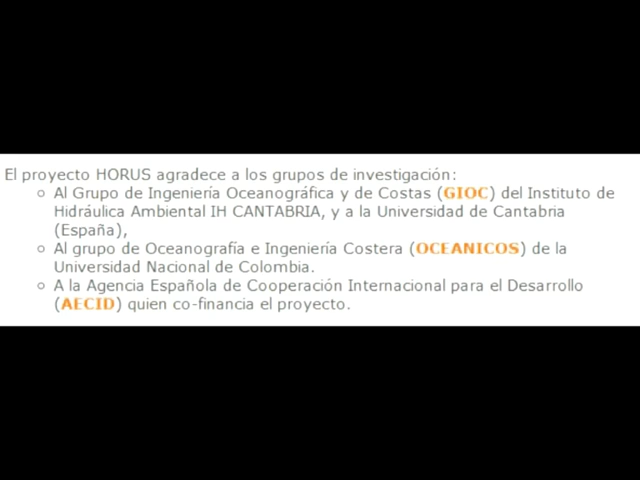 El proyecto HORUS agradece a los grupos de investigación:
○ Al Grupo de Ingeniería Oceanográfica y de Costas (GIOC) del Instituto de
Hidráulica Ambiental IH CANTABRIA, y a la Universidad de Cantabria
(España),
○ Al grupo de Oceanografía e Ingeniería Costera (OCEANICOS) de la
Universidad Nacional de Colombia.
○ A la Agencia Española de Cooperación Internacional para el Desarrollo
(AECID) quien co-financia el proyecto.